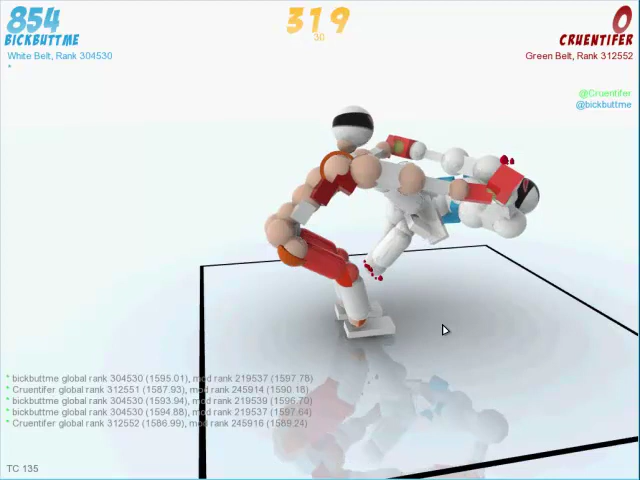 854
319
0
BICKBUTTME
30
CRUENTIFER
White Belt, Rank 304530
Green Belt, Rank 312552
*
@Cruentifer
@bickbuttme
* bickbuttme global rank 304530 (1595.01), mod rank 219537 (1597.78)
* Cruentifer global rank 312551 (1587.93), mod rank 245914 (1590.18)
* bickbuttme global rank 304530 (1593.94), mod rank 219539 (1596.70)
* bickbuttme global rank 304530 (1594.88), mod rank 219537 (1597.64)
* Cruentifer global rank 312552 (1586.99), mod rank 245916 (1589.24)
TC 135